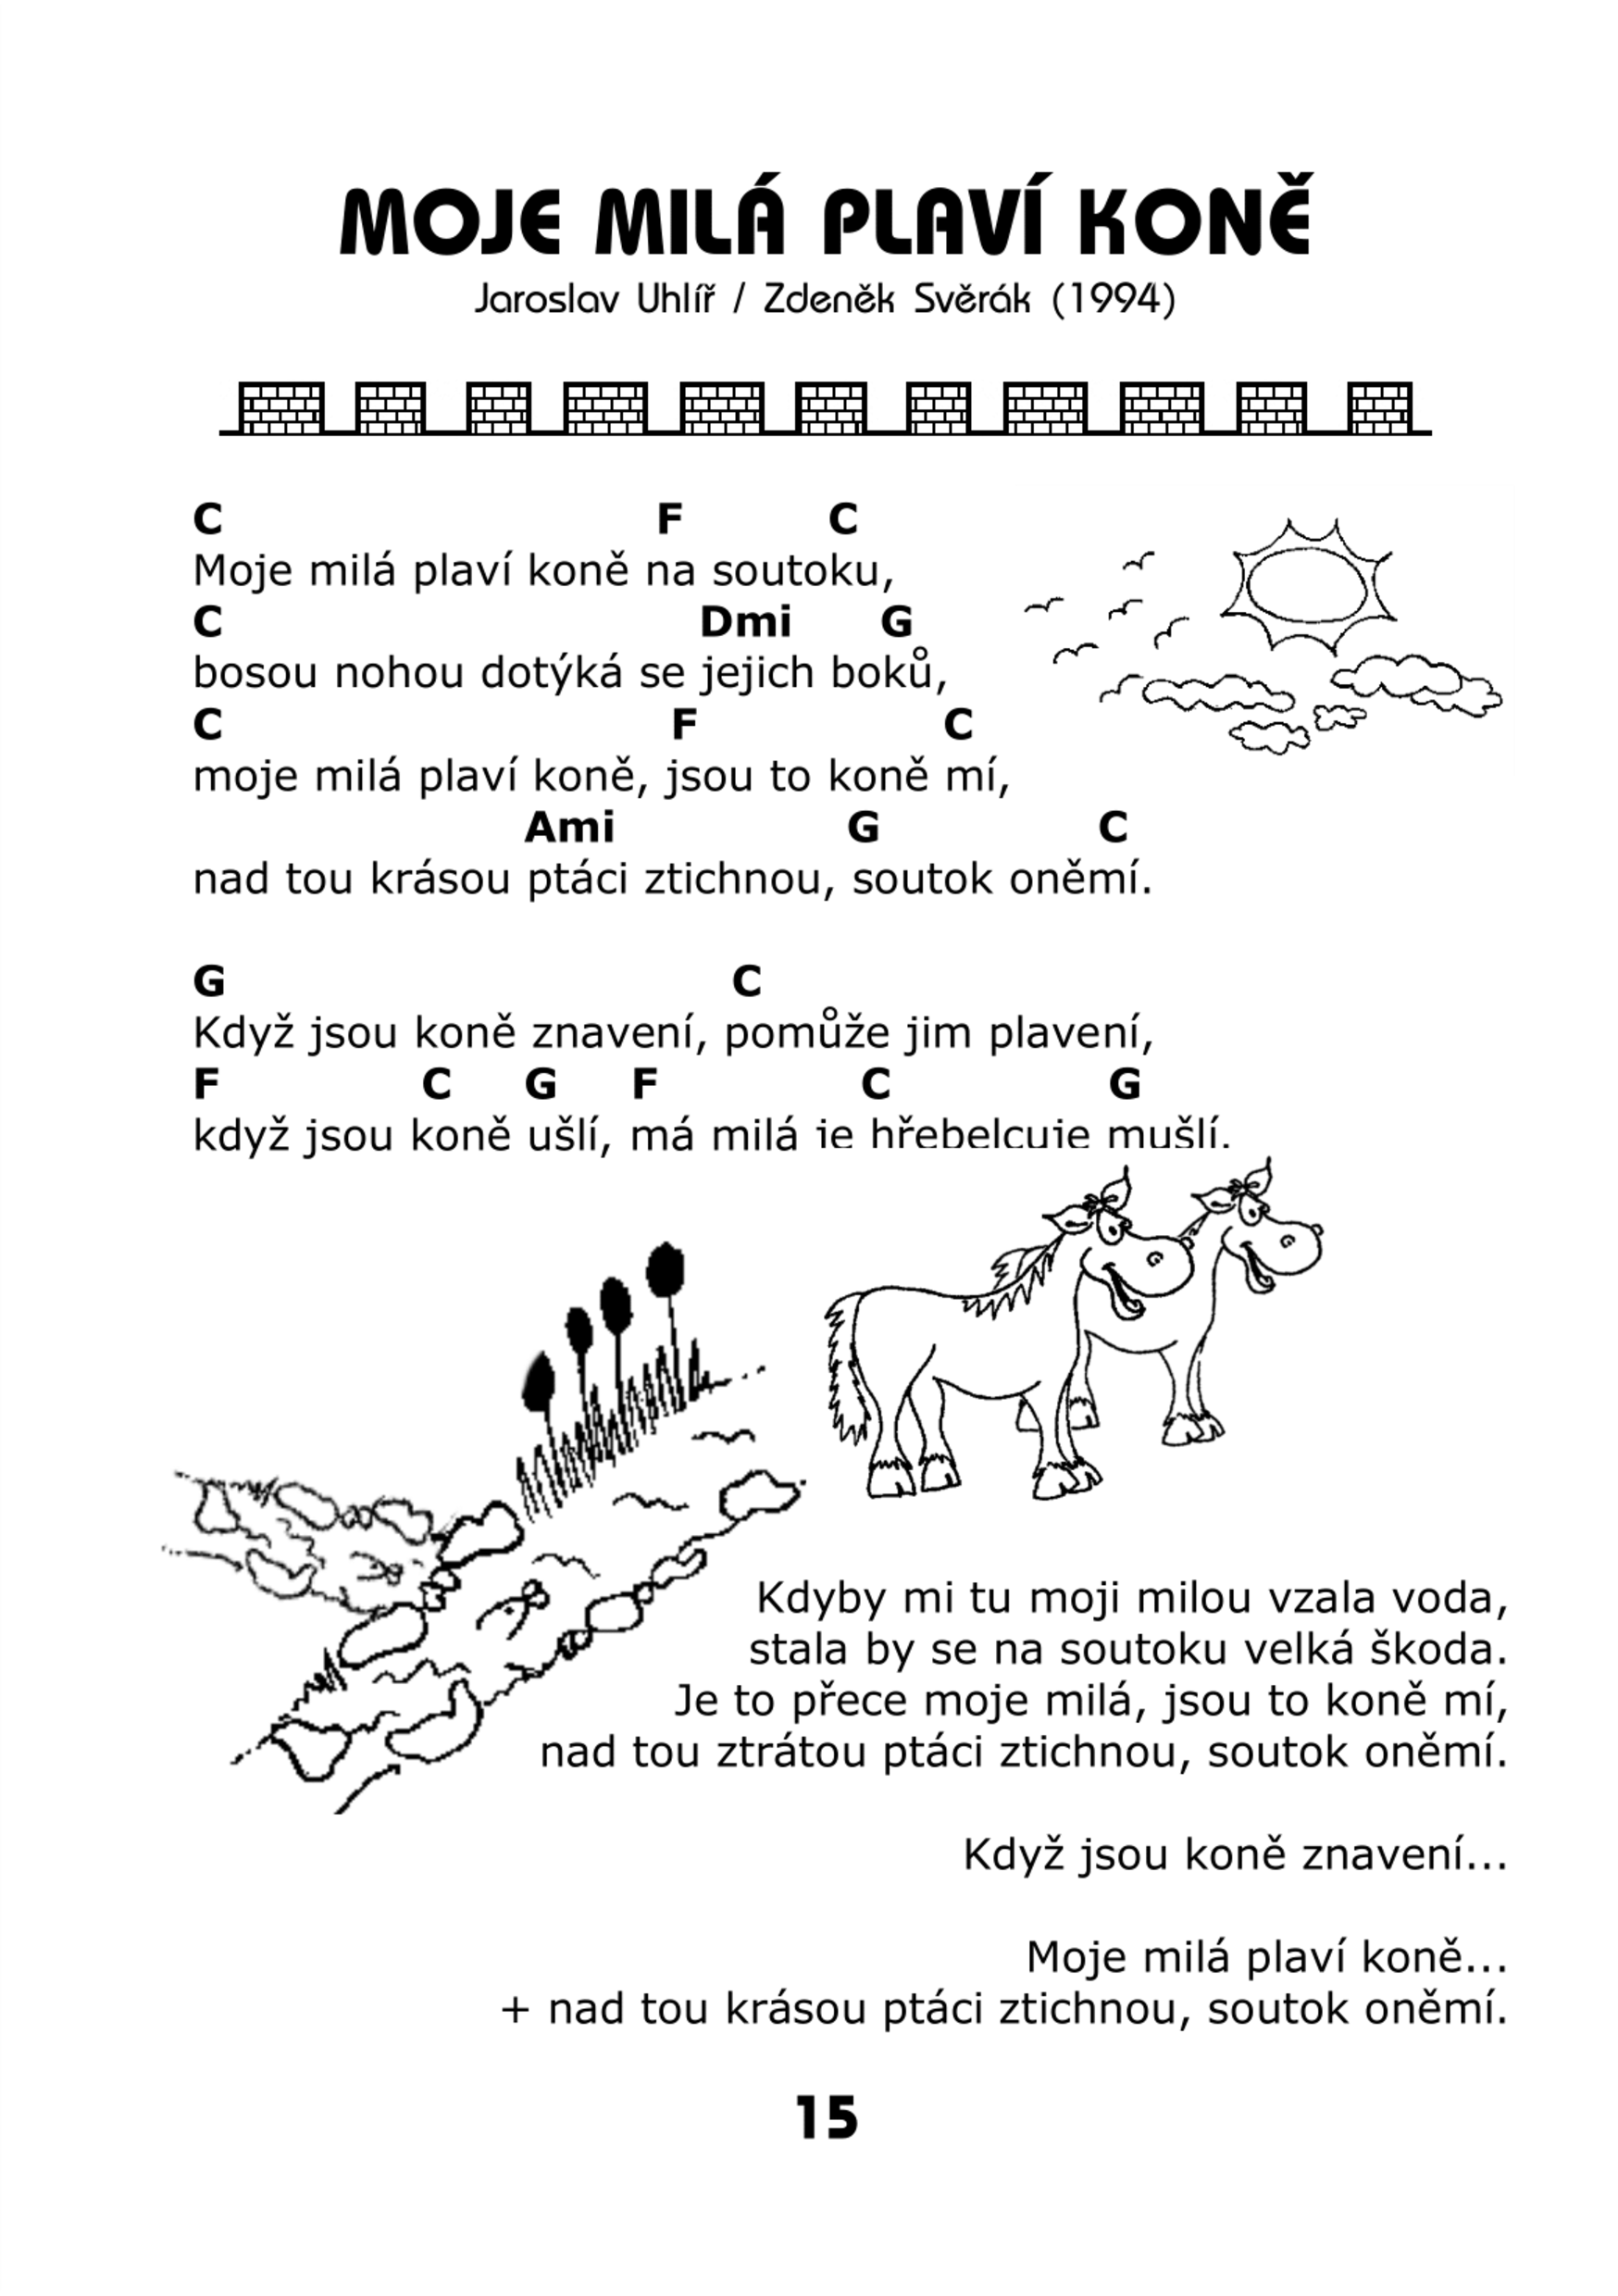 MOJE MILÁ PLAVÍ KONĚ
Jaroslav Uhlíř / Zdeněk Svěrák (1994)
C F C
Moje milá plaví koně na soutoku,
C Dmi G
bosou nohou dotýká se jejich boků,
C F C
moje milá plaví koně, jsou to koně mí,
Ami G C
nad tou krásou ptáci ztichnou, soutok oněmí.
G C
Když jsou koně znavení, pomůže jim plavení,
F C G F C G
když jsou koně ušlí, má milá je hřebelcuje mušlí.
Kdyby mi tu moji milou vzala voda,
stala by se na soutoku velká škoda.
Je to přece moje milá, jsou to koně mí,
nad tou ztrátou ptáci ztichnou, soutok oněmí.
Když jsou koně znavení...
Moje milá plaví koně...
+ nad tou krásou ptáci ztichnou, soutok oněmí.
15